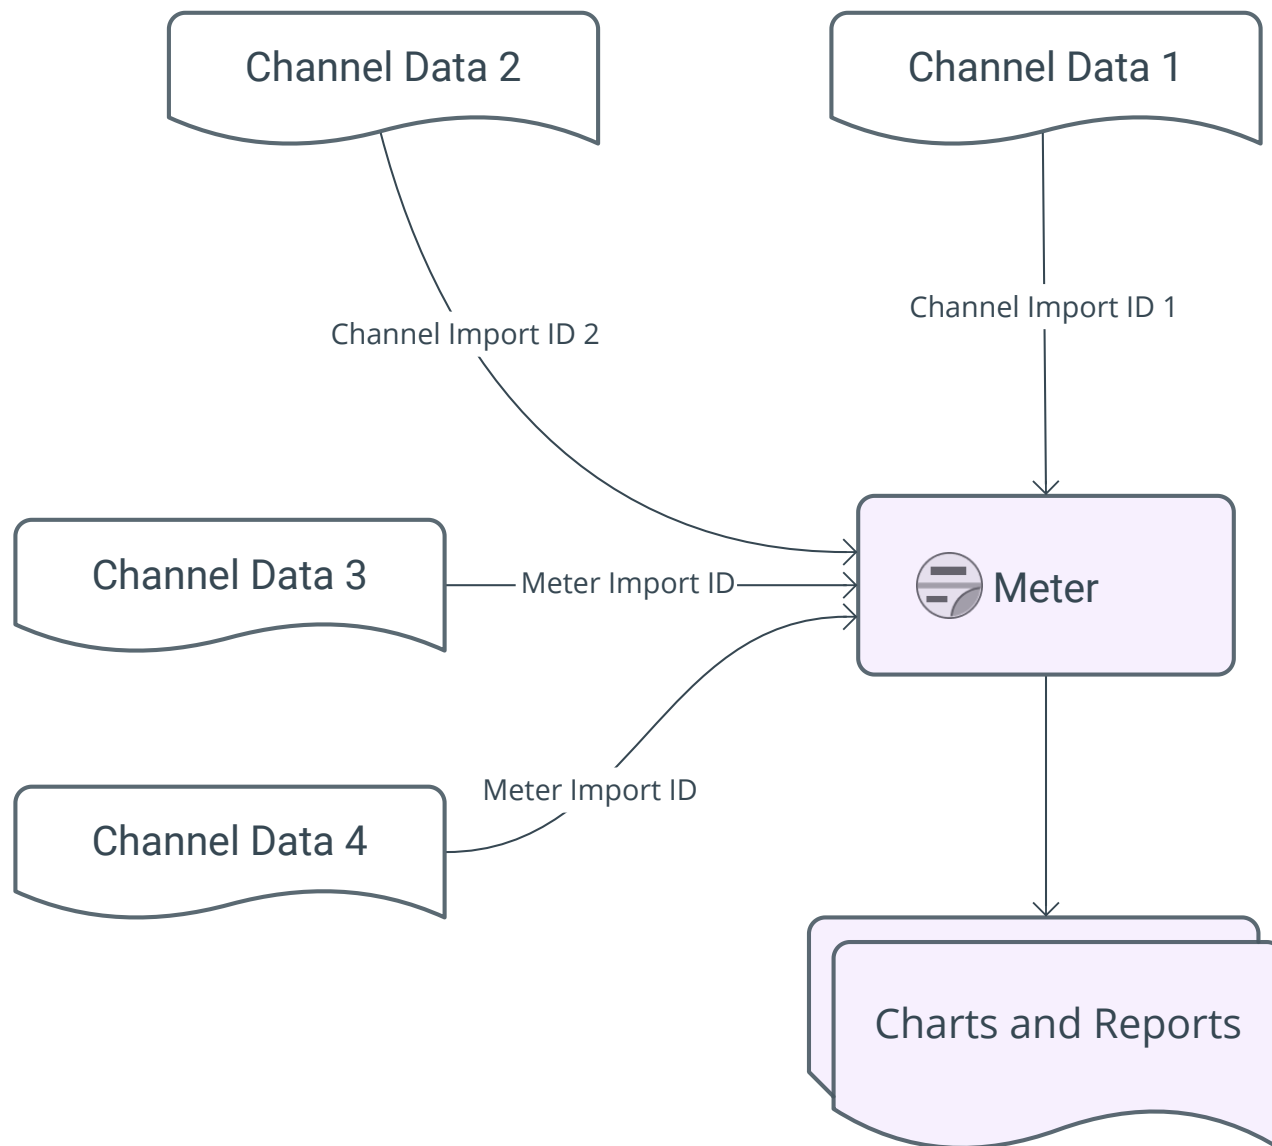 Channel Data 2
Channel Data 1
Channel Import ID 1
Channel Import ID 2
Channel Data 3
Meter Import ID
Meter
Meter Import ID
Channel Data 4
Charts and Reports